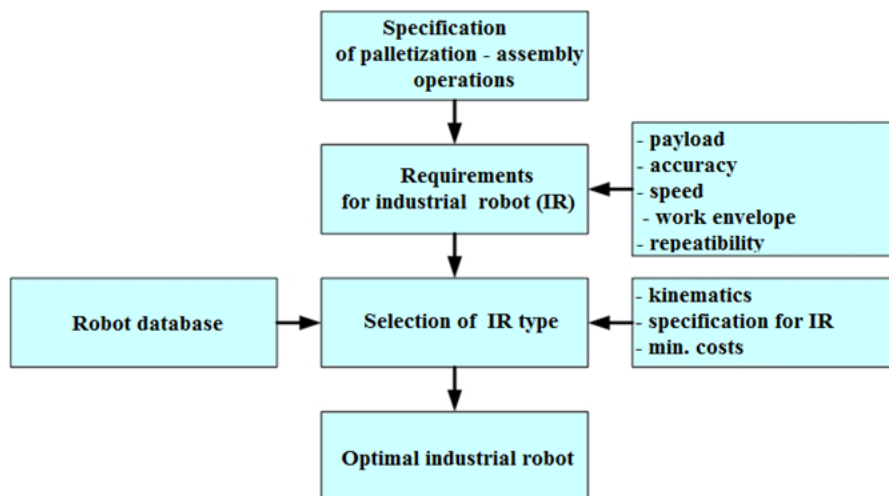 Specification
of palletization - assembly
operations
Requirements
for industrial robot (IR)
- payload
- accuracy
- speed
- work envelope
- repeatibility
Robot database
Selection of IR type
- kinematics
- specification for IR
- min. costs
Optimal industrial robot